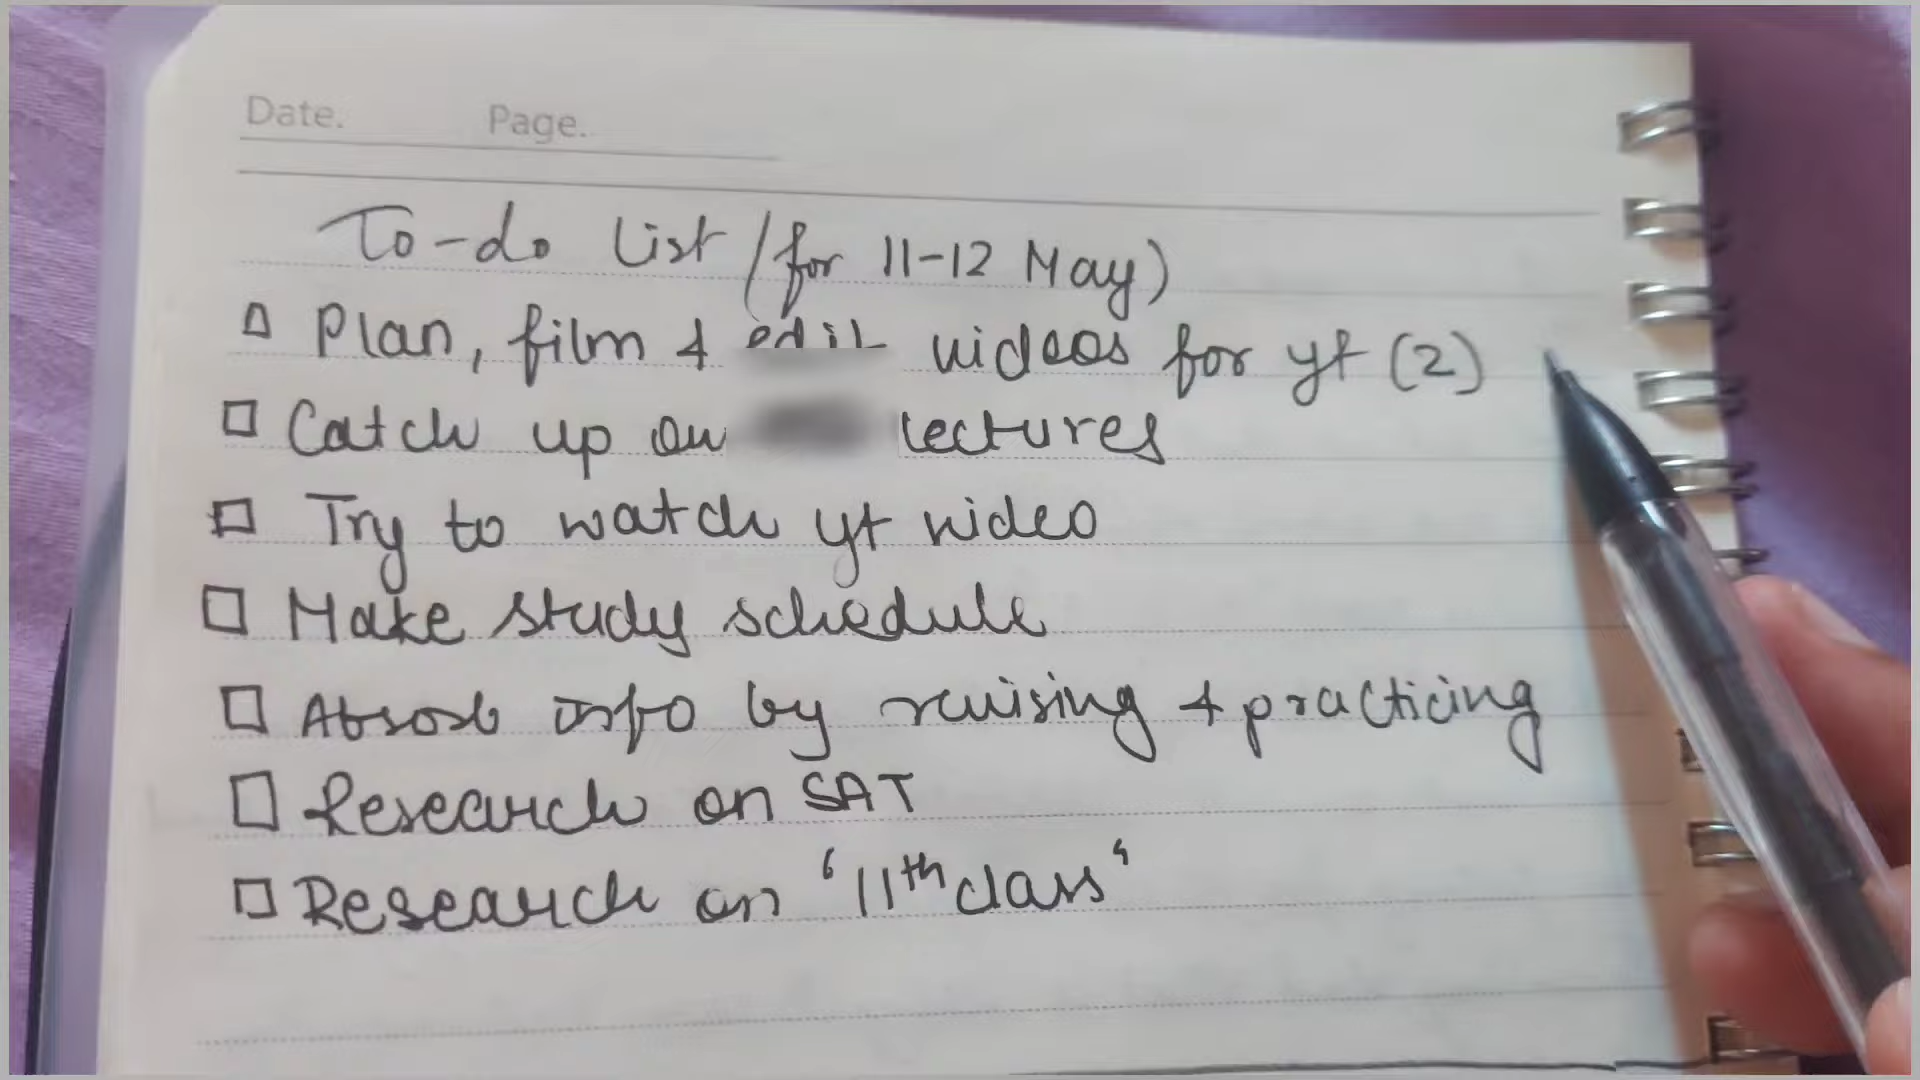 Date. Page.
To-do list (for 11-12 May)
Plan, film & edit videos for yt (2)
Catch up on lectures
Try to watch yt video
Make study schedule
Absorb info by revising & practicing
Research on SAT
Research on ‘11th class‘